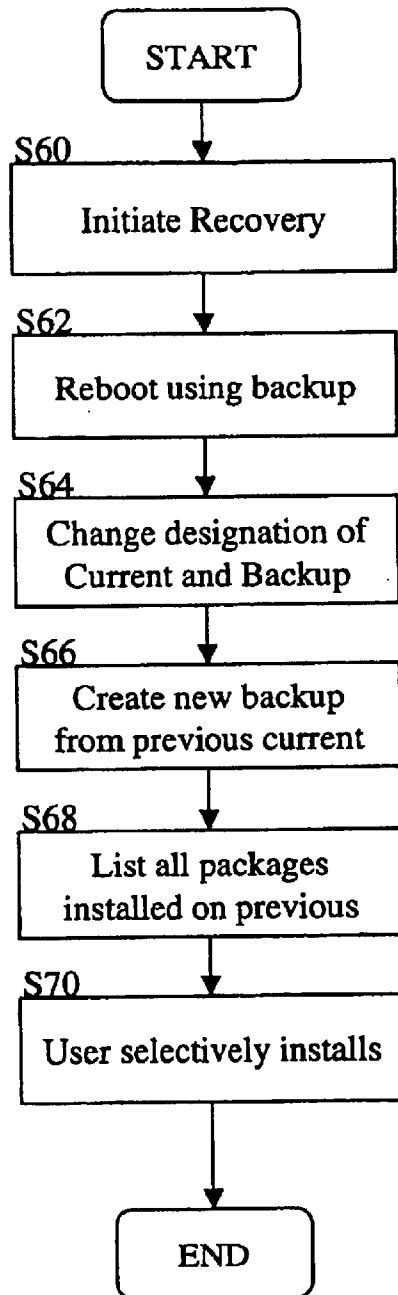 START
S60
Initiate Recovery
S62
Reboot using backup
S64
Change designation of
Current and Backup
S66
Create new backup
from previous current
S68
List all packages
installed on previous
S70
User selectively installs
END